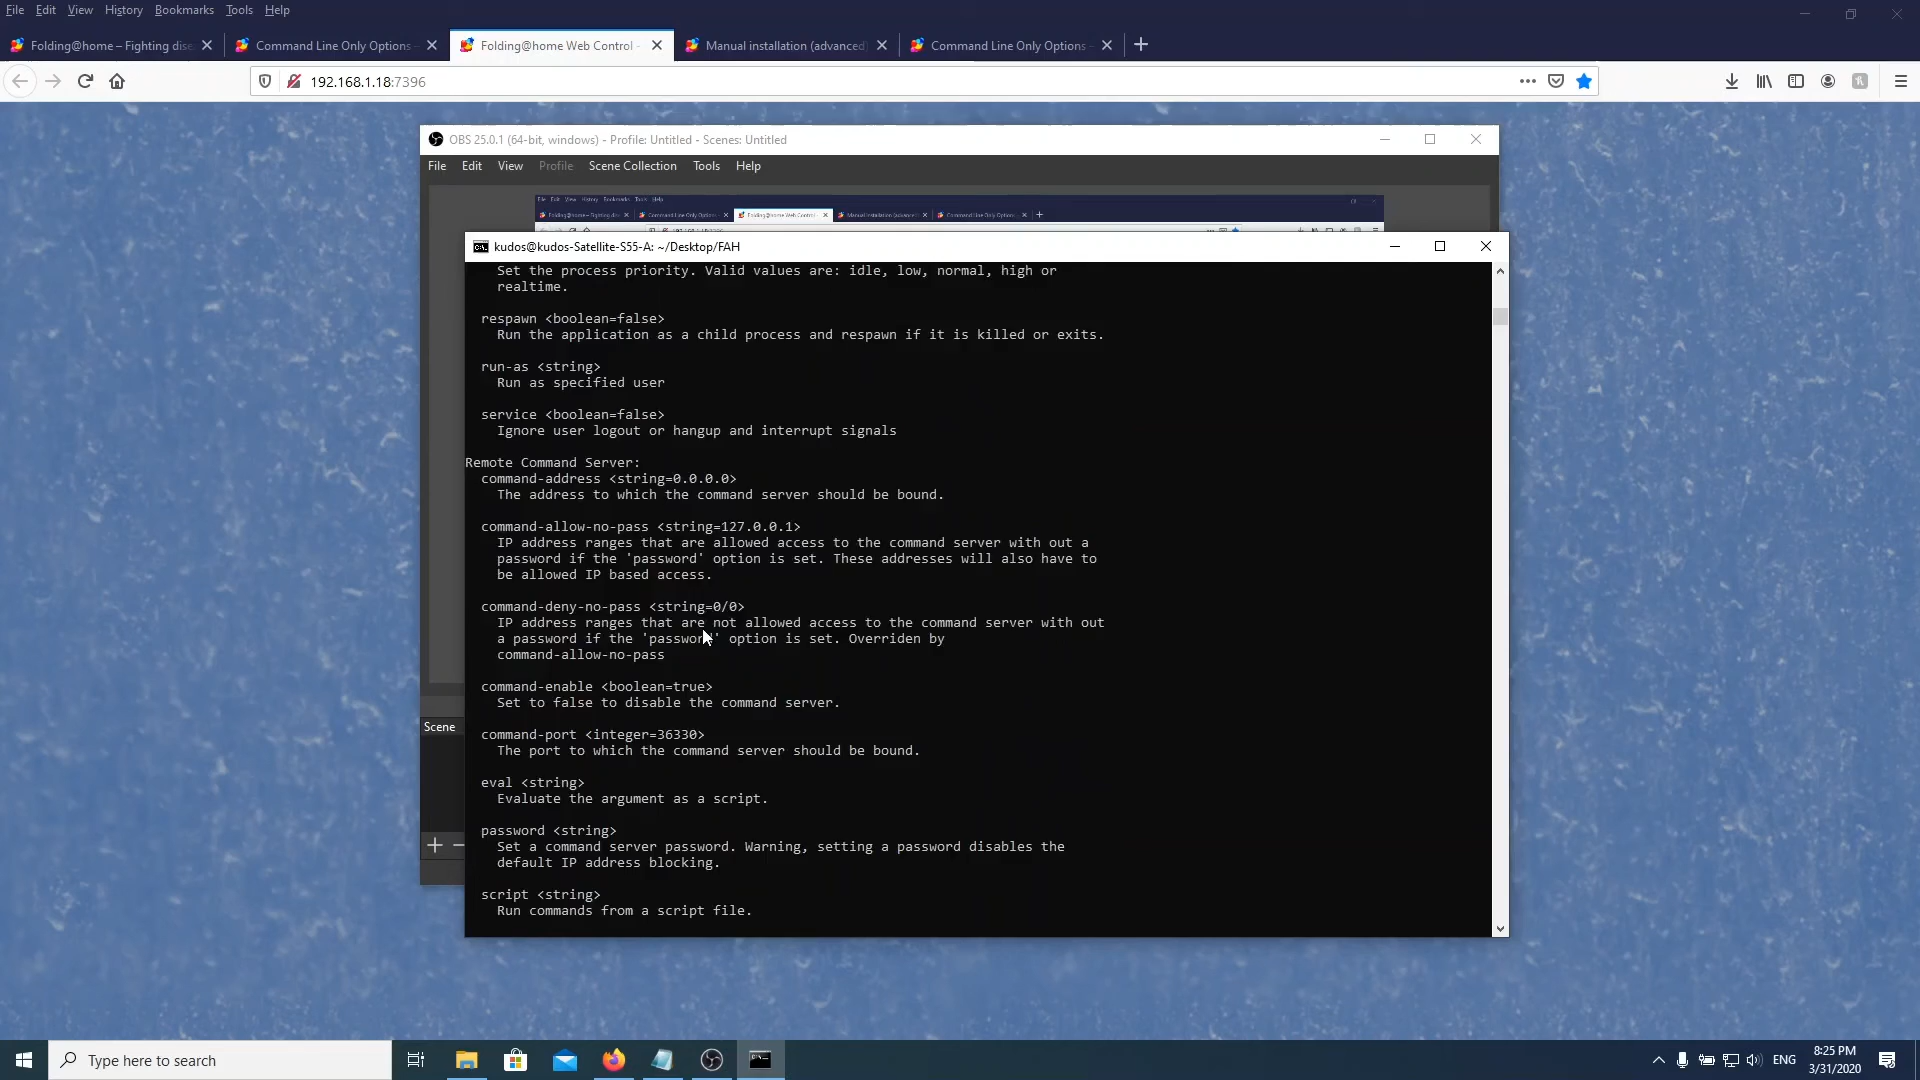 File Edit View History Bookmarks Tools Help
Folding@home – Fighting dise
Command Line Only Options –
Folding@home Web Control -
Manual installation (advanced)
Command Line Only Options –
192.168.1.18:7396
OBS 25.0.1 (64-bit, windows) - Profile: Untitled - Scenes: Untitled
File Edit View Profile Scene Collection Tools Help
kudos@kudos-Satellite-S55-A: ~/Desktop/FAH
Set the process priority. Valid values are: idle, low, normal, high or
realtime.
respawn <boolean=false>
Run the application as a child process and respawn if it is killed or exits.
run-as <string>
Run as specified user
service <boolean=false>
Ignore user logout or hangup and interrupt signals
Remote Command Server:
command-address <string=0.0.0.0>
The address to which the command server should be bound.
command-allow-no-pass <string=127.0.0.1>
IP address ranges that are allowed access to the command server with out a
password if the 'password' option is set. These addresses will also have to
be allowed IP based access.
command-deny-no-pass <string=0/0>
IP address ranges that are not allowed access to the command server with out
a password if the 'password' option is set. Overriden by
command-allow-no-pass
command-enable <boolean=true>
Set to false to disable the command server.
command-port <integer=36330>
The port to which the command server should be bound.
eval <string>
Evaluate the argument as a script.
password <string>
Set a command server password. Warning, setting a password disables the
default IP address blocking.
script <string>
Run commands from a script file.
Scene
Type here to search
ENG
8:25 PM
3/31/2020